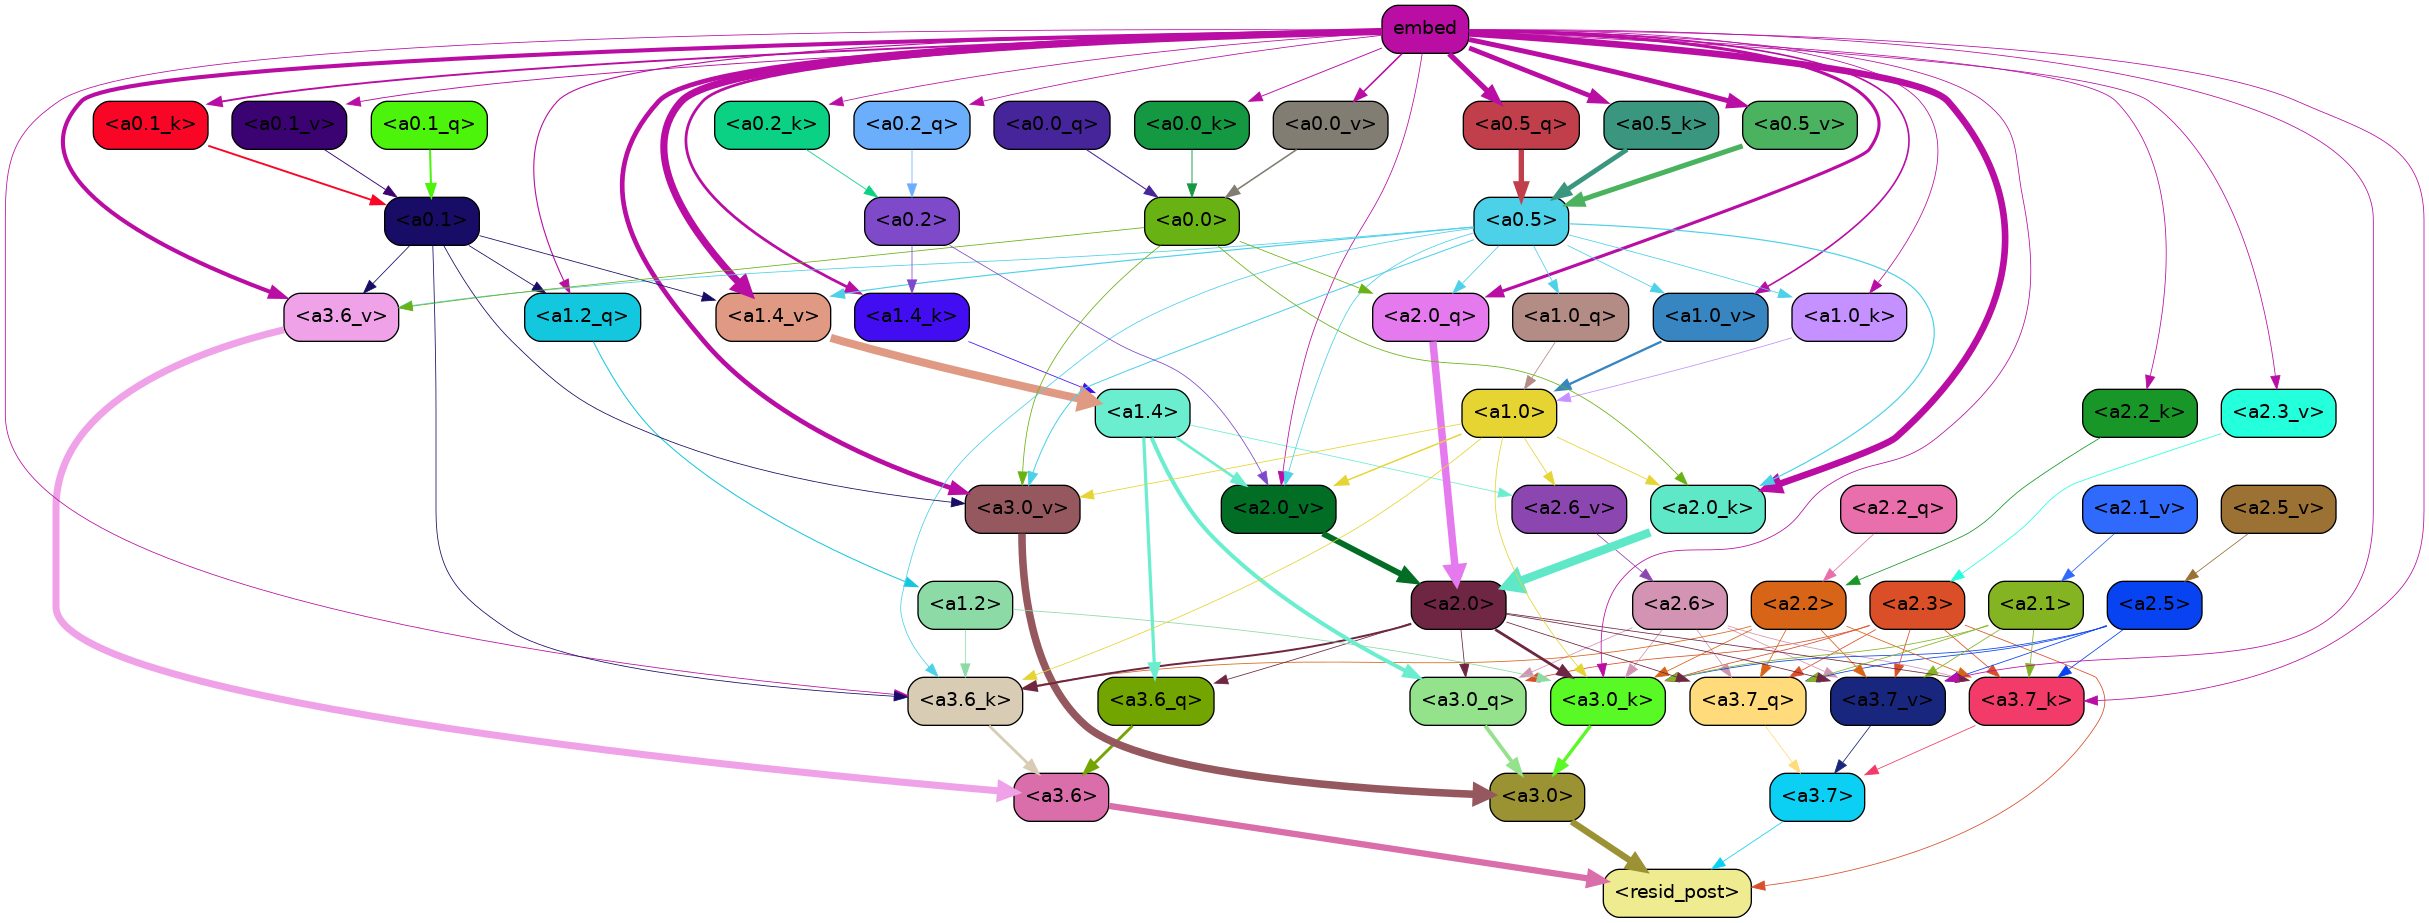 embed
<a0.1_k>
<a0.1_v>
<a0.1_q>
<a0.2_k>
<a0.2_q>
<a0.0_q>
<a0.0_k>
<a0.0_v>
<a0.5_q>
<a0.5_k>
<a0.5_v>
<a0.1>
<a0.2>
<a0.0>
<a0.5>
<a3.6_v>
<a1.2_q>
<a1.4_v>
<a1.4_k>
<a2.0_q>
<a1.0_q>
<a1.0_v>
<a1.0_k>
<a1.4>
<a1.0>
<a2.2_k>
<a2.3_v>
<a3.0_v>
<a2.0_v>
<a2.6_v>
<a2.0_k>
<a2.2_q>
<a2.1_v>
<a2.5_v>
<a1.2>
<a2.0>
<a2.6>
<a2.2>
<a2.3>
<a2.1>
<a2.5>
<a3.6_k>
<a3.6_q>
<a3.0_q>
<a3.0_k>
<a3.7_q>
<a3.7_v>
<a3.7_k>
<a3.6>
<a3.0>
<a3.7>
<resid_post>